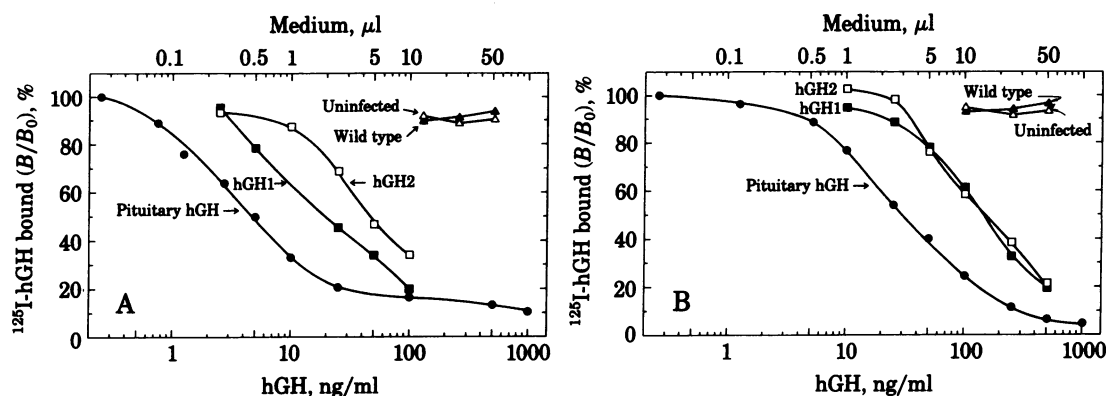 Medium, µl
0.1 0.5 1 5 10 50
¹²⁵I-hGH bound (B/B₀), %
100
80
60
40
20
0
Uninfected
Wild type
hGH1
hGH2
Pituitary hGH
A
1 10 100 1000
hGH, ng/ml
Medium, µl
0.1 0.5 1 5 10 50
¹²⁵I-hGH bound (B/B₀), %
100
80
60
40
20
0
hGH2
hGH1
Wild type
Uninfected
Pituitary hGH
B
1 10 100 1000
hGH, ng/ml